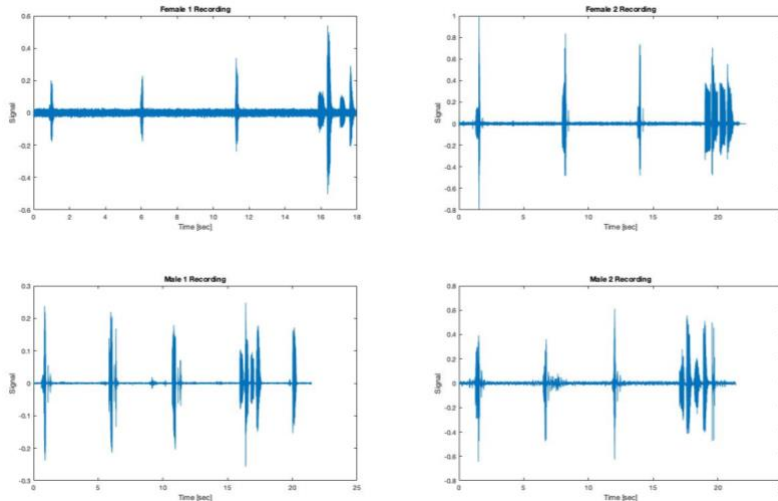 Female 1 Recording
0.6
0.4
0.2
0
-0.2
-0.4
-0.6
Signal
0 2 4 6 8 10 12 14 16 18
Time [sec]
Female 2 Recording
1
0.8
0.6
0.4
0.2
0
-0.2
-0.4
-0.6
-0.8
Signal
0 5 10 15 20
Time [sec]
Male 1 Recording
0.3
0.2
0.1
0
-0.1
-0.2
-0.3
Signal
0 5 10 15 20 25
Time [sec]
Male 2 Recording
0.8
0.6
0.4
0.2
0
-0.2
-0.4
-0.6
-0.8
Signal
0 5 10 15 20
Time [sec]